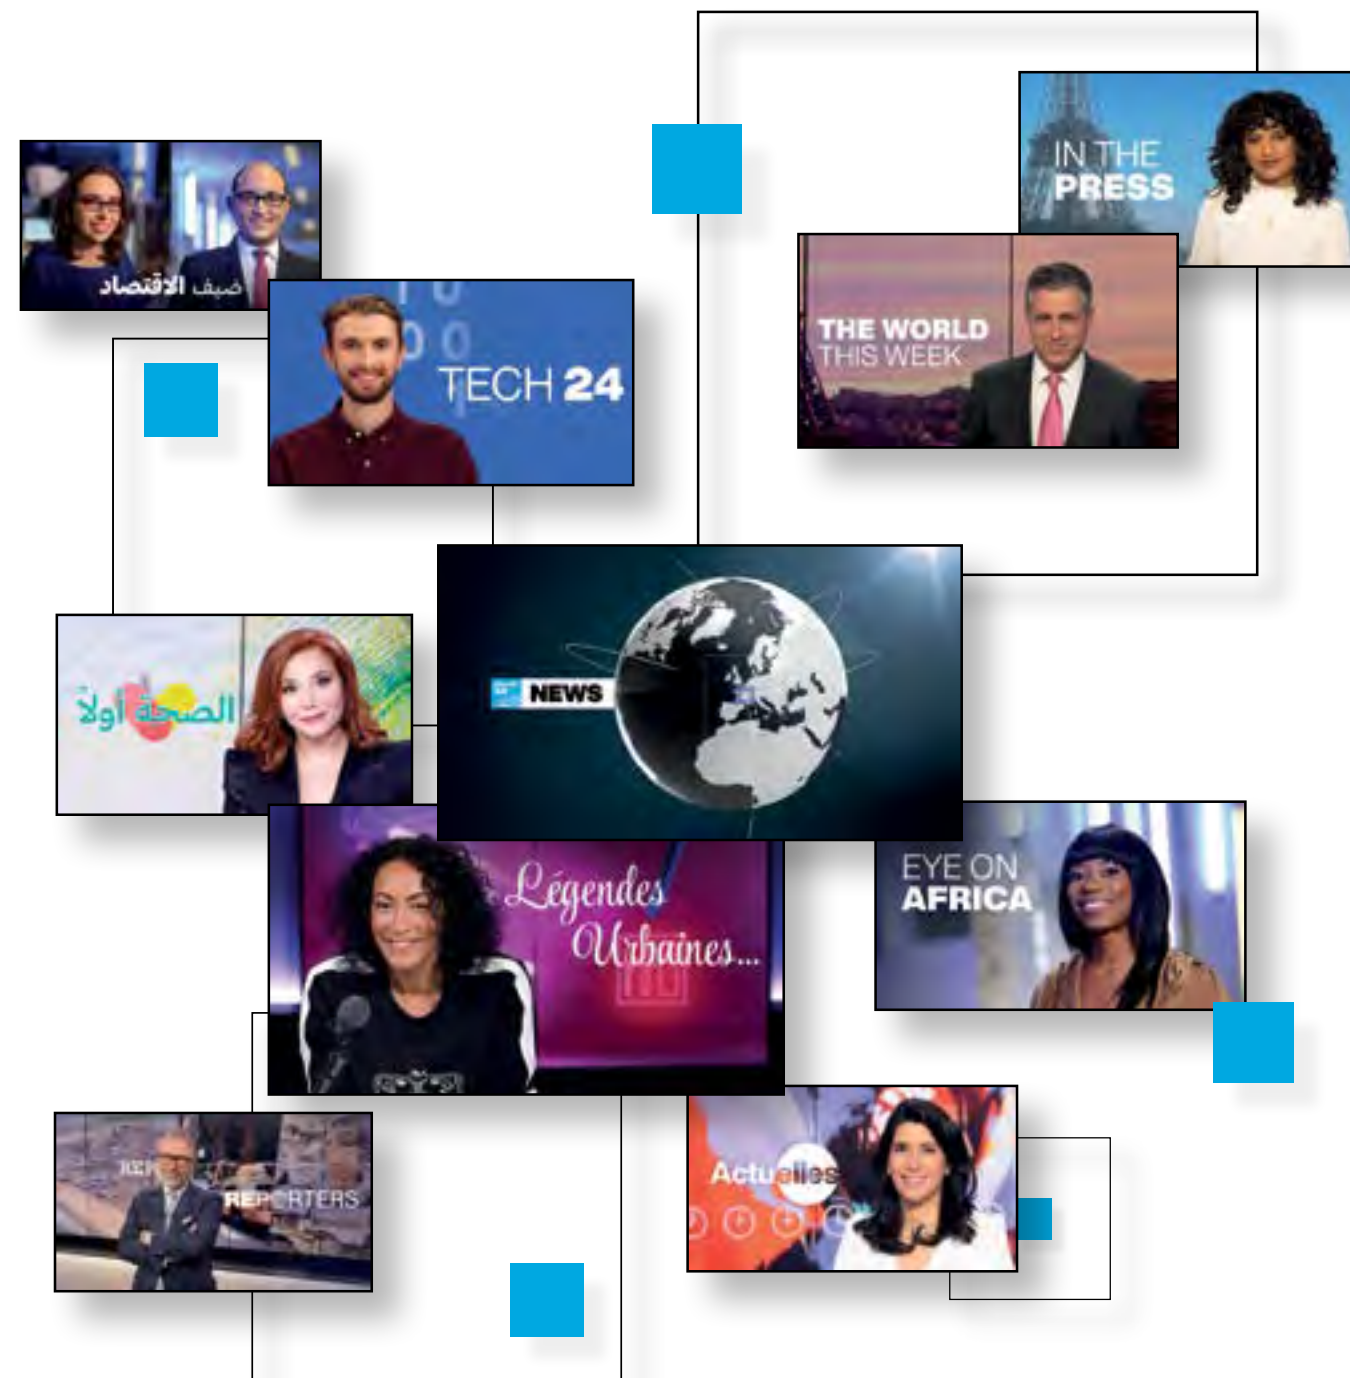 IN THE
PRESS
ضيف الاقتصاد
THE WORLD
THIS WEEK
TECH 24
NEWS
الصحة أولاً
Légendes
Urbaines...
EYE ON
AFRICA
Actuelles
REPORTERS